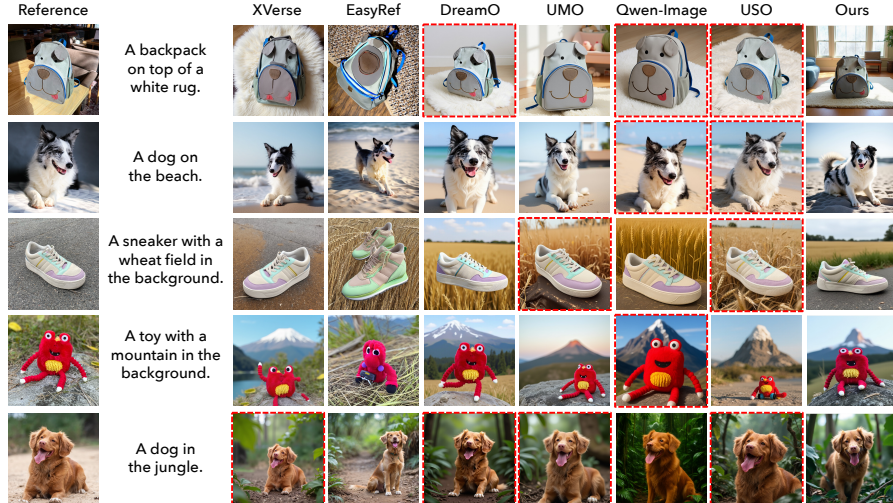 Reference XVerse EasyRef DreamO UMO Qwen-Image USO Ours
A backpack
on top of a
white rug.
A dog on
the beach.
A sneaker with a
wheat field in
the background.
A toy with a
mountain in the
background.
A dog in
the jungle.